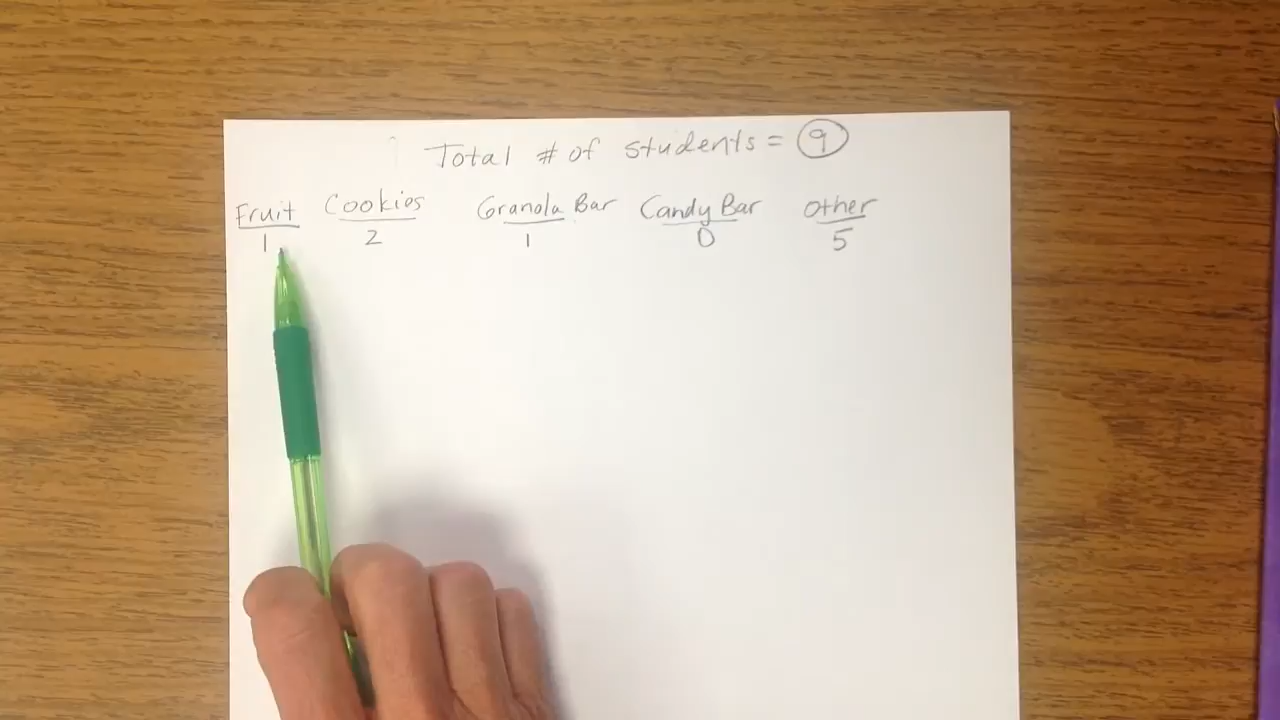 Total # of students = 9
Fruit Cookies Granola Bar Candy Bar Other
1 2 1 0 5